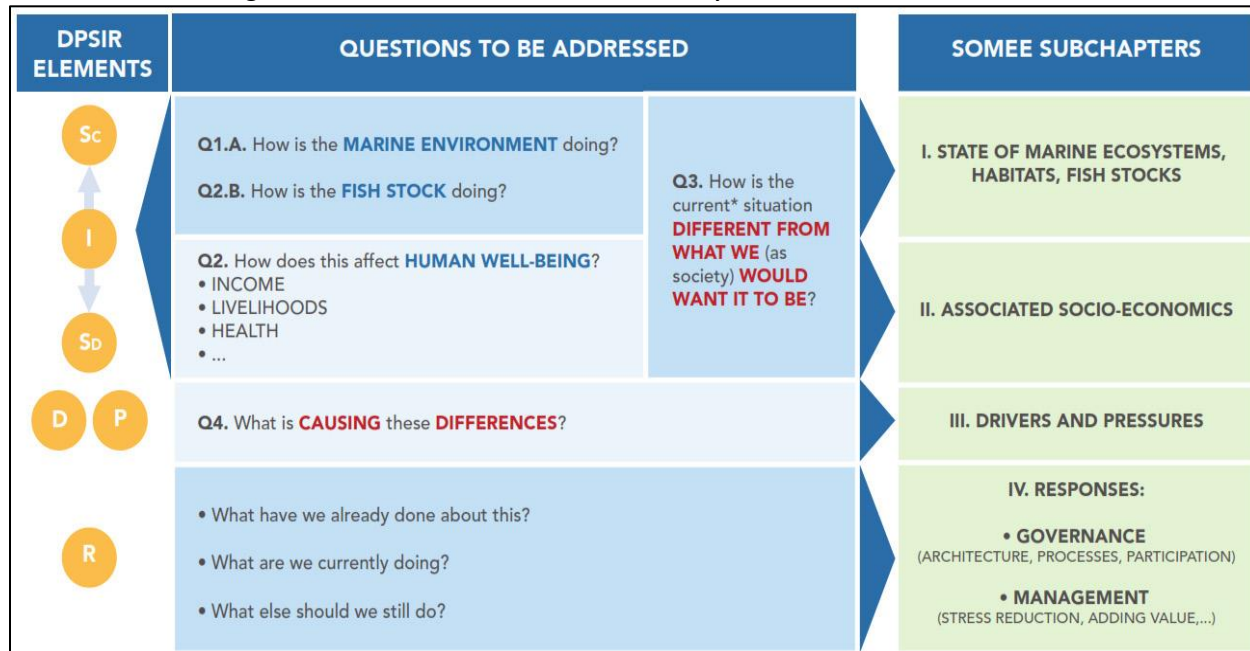 DPSIR
ELEMENTS
QUESTIONS TO BE ADDRESSED
SOMEE SUBCHAPTERS
SC
I
SD
D
P
R
Q1.A. How is the MARINE ENVIRONMENT doing?
Q2.B. How is the FISH STOCK doing?
Q2. How does this affect HUMAN WELL-BEING?
• INCOME
• LIVELIHOODS
• HEALTH
• ...
Q3. How is the
current* situation
DIFFERENT FROM
WHAT WE (as
society) WOULD
WANT IT TO BE?
Q4. What is CAUSING these DIFFERENCES?
• What have we already done about this?
• What are we currently doing?
• What else should we still do?
I. STATE OF MARINE ECOSYSTEMS,
HABITATS, FISH STOCKS
II. ASSOCIATED SOCIO-ECONOMICS
III. DRIVERS AND PRESSURES
IV. RESPONSES:
• GOVERNANCE
(ARCHITECTURE, PROCESSES, PARTICIPATION)
• MANAGEMENT
(STRESS REDUCTION, ADDING VALUE,...)